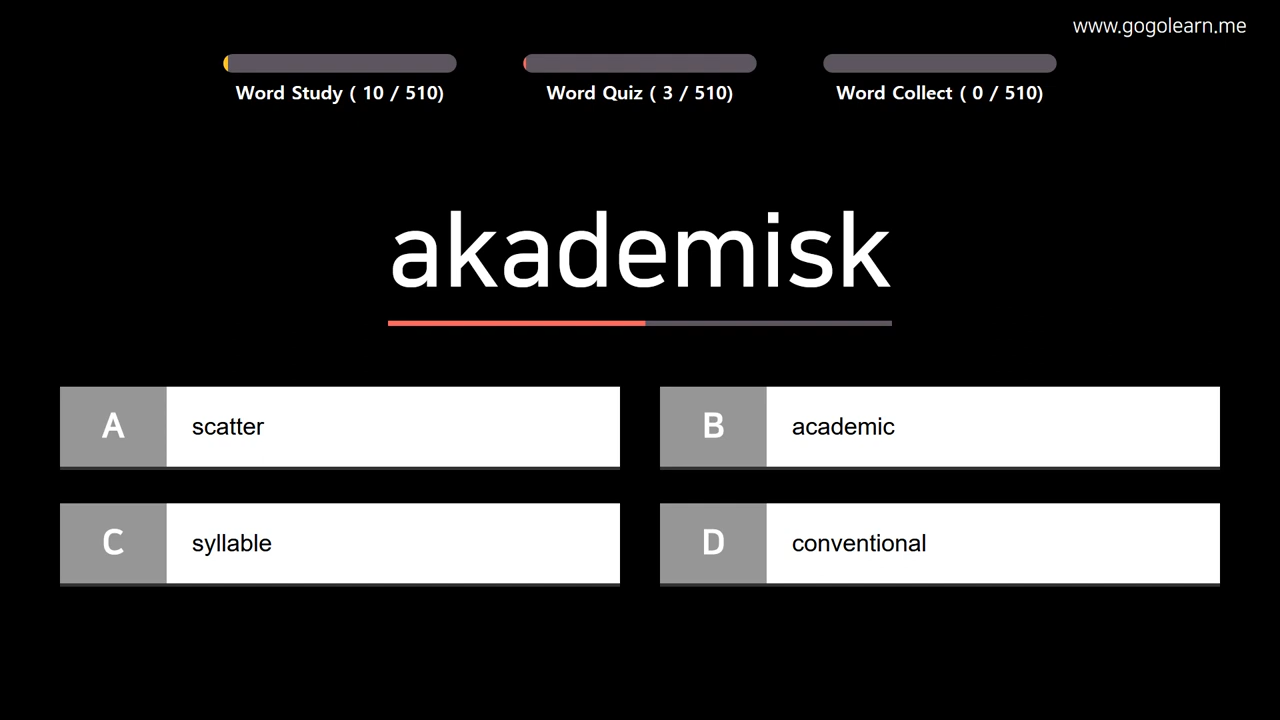 www.gogolearn.me
Word Study ( 10 / 510)
Word Quiz ( 3 / 510)
Word Collect ( 0 / 510)
akademisk
A scatter
B academic
C syllable
D conventional